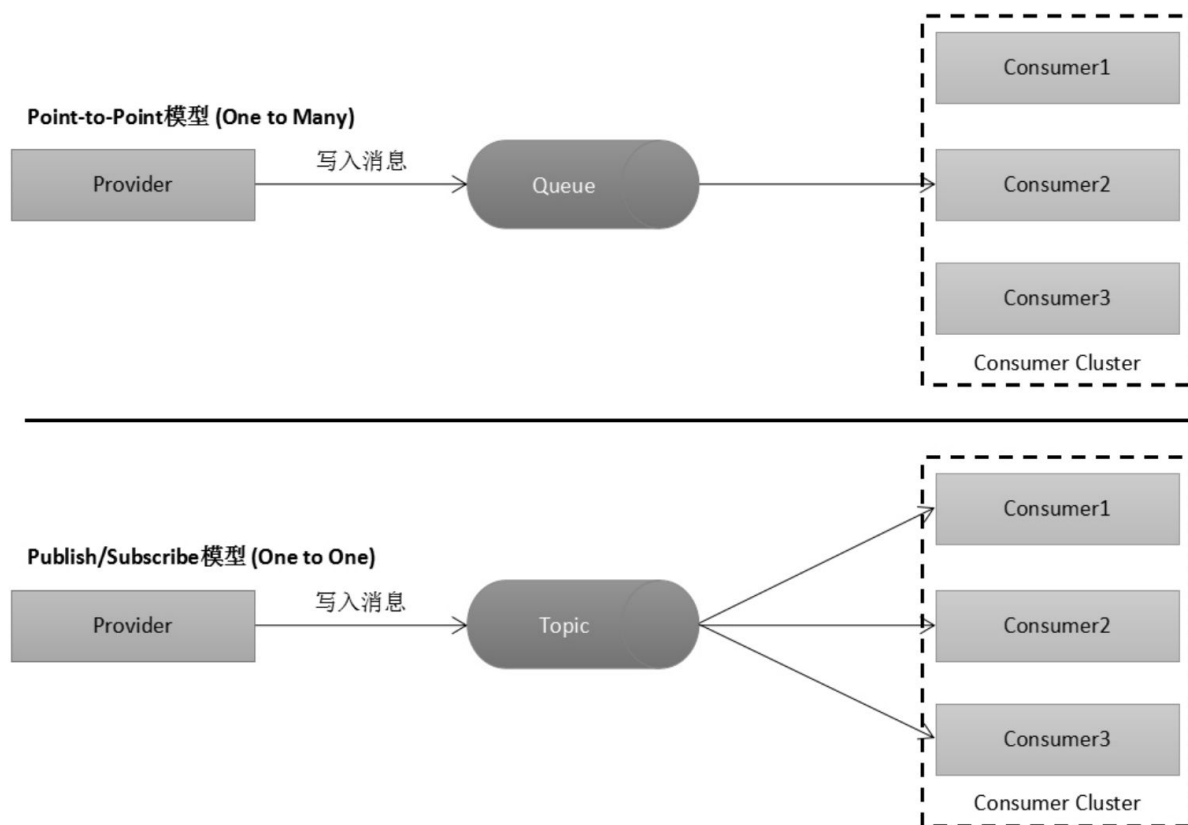 Consumer1
Point-to-Point模型 (One to Many)
Provider
写入消息
Queue
Consumer2
Consumer3
Consumer Cluster
Consumer1
Publish/Subscribe模型 (One to One)
Provider
写入消息
Topic
Consumer2
Consumer3
Consumer Cluster